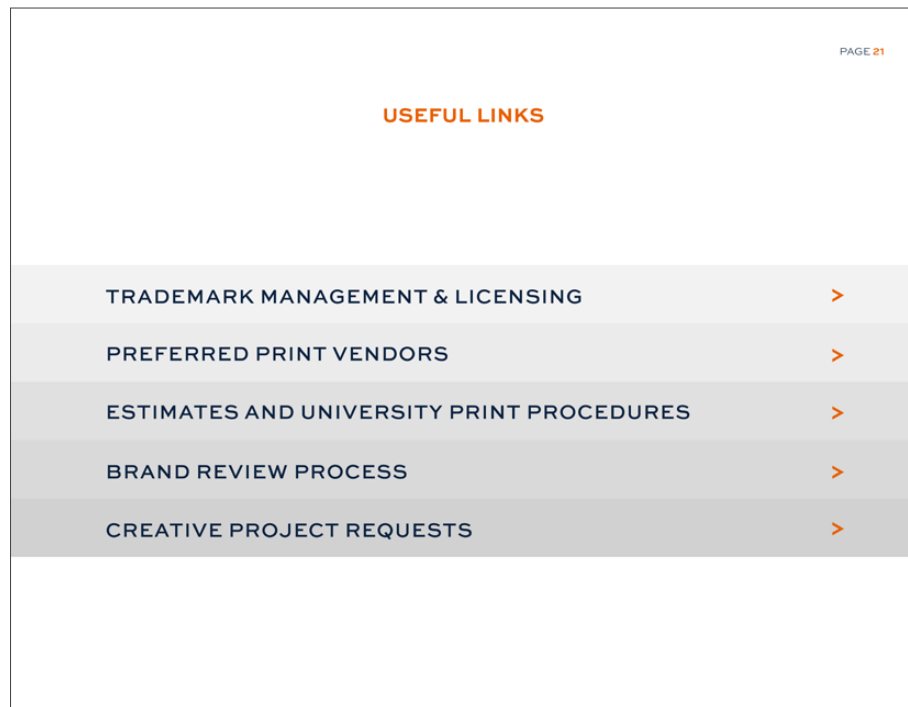 PAGE 21
USEFUL LINKS
TRADEMARK MANAGEMENT & LICENSING >
PREFERRED PRINT VENDORS >
ESTIMATES AND UNIVERSITY PRINT PROCEDURES >
BRAND REVIEW PROCESS >
CREATIVE PROJECT REQUESTS >